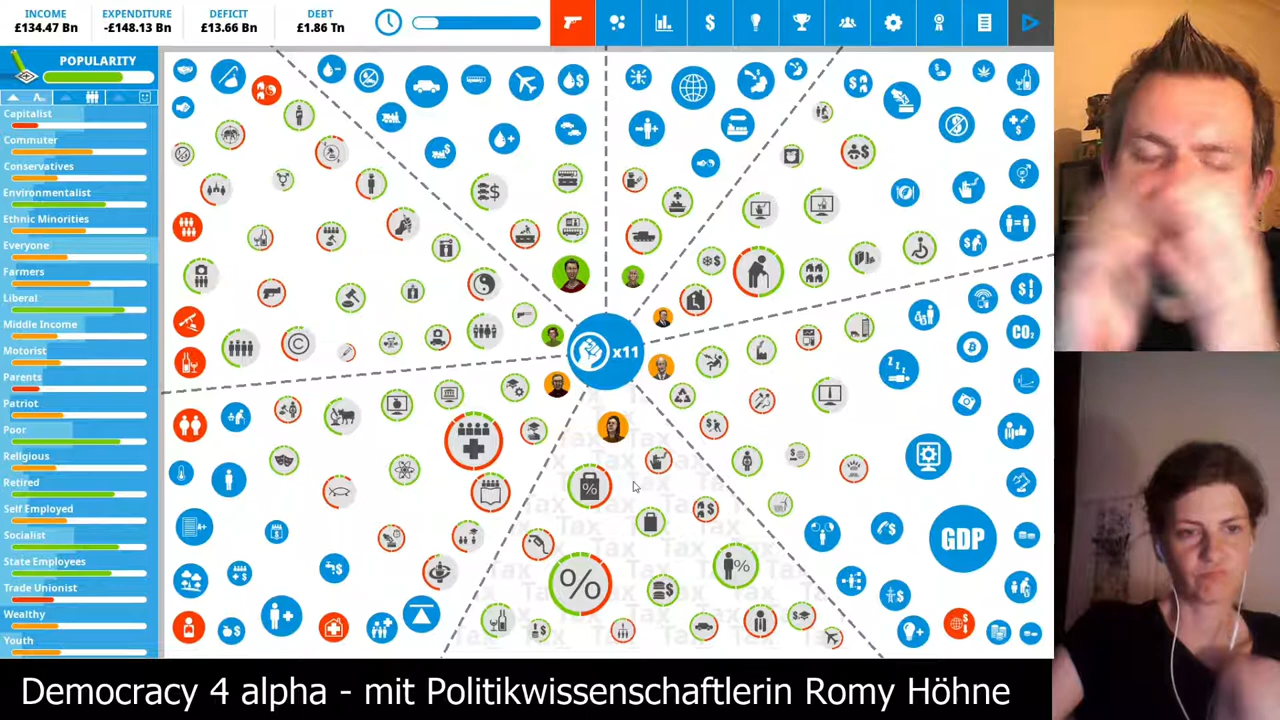 INCOME
£134.47 Bn
EXPENDITURE
-£148.13 Bn
DEFICIT
£13.66 Bn
DEBT
£1.86 Tn
POPULARITY
Capitalist
Commuter
Conservatives
Environmentalist
Ethnic Minorities
Everyone
Farmers
Liberal
Middle Income
Motorist
Parents
Patriot
Poor
Religious
Retired
Self Employed
Socialist
State Employees
Trade Unionist
Wealthy
Youth
x11
Tax
GDP
CO₂
Democracy 4 alpha - mit Politikwissenschaftlerin Romy Höhne